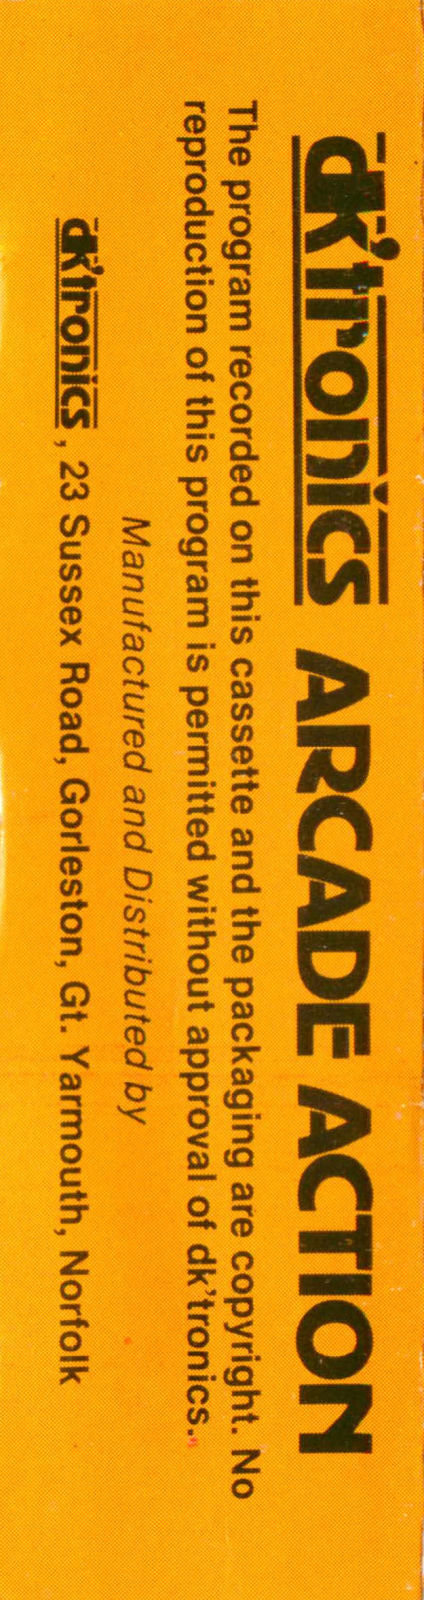 dk'tronics ARCADE ACTION
The program recorded on this cassette and the packaging are copyright. No
reproduction of this program is permitted without approval of dk'tronics.
Manufactured and Distributed by
dk'tronics, 23 Sussex Road, Gorleston, Gt. Yarmouth, Norfolk